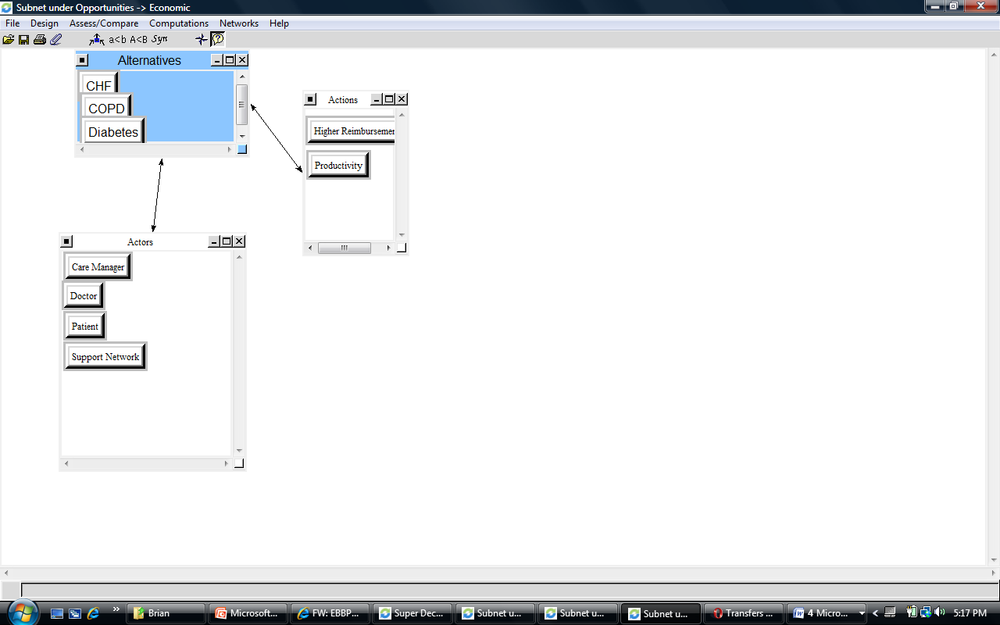 Subnet under Opportunities -> Economic
File Design Assess/Compare Computations Networks Help
a<b A<B Syn
Alternatives
CHF
COPD
Diabetes
Actions
Higher Reimbursemer
Productivity
Actors
Care Manager
Doctor
Patient
Support Network
» Brian Microsoft... FW: EBBP... Super Dec... Subnet u... Subnet u... Subnet u... Transfers ... 4 Micro... 5:17 PM